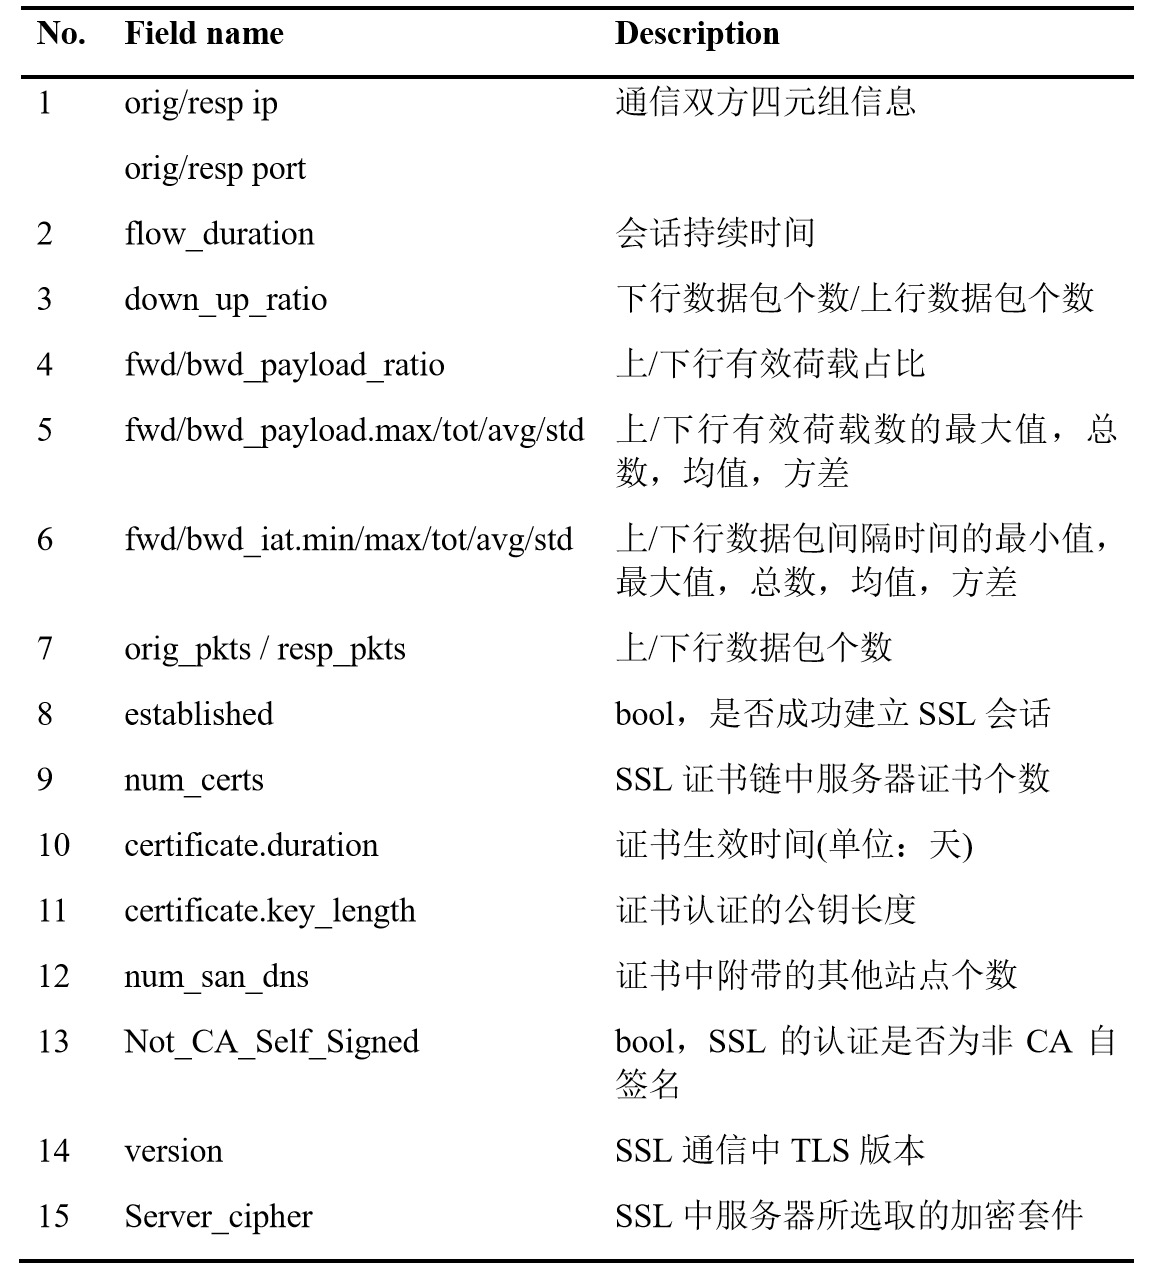 No. Field name Description
1 orig/resp ip 通信双方四元组信息
orig/resp port
2 flow_duration 会话持续时间
3 down_up_ratio 下行数据包个数/上行数据包个数
4 fwd/bwd_payload_ratio 上/下行有效荷载占比
5 fwd/bwd_payload.max/tot/avg/std 上/下行有效荷载数的最大值，总
数，均值，方差
6 fwd/bwd_iat.min/max/tot/avg/std 上/下行数据包间隔时间的最小值，
最大值，总数，均值，方差
7 orig_pkts / resp_pkts 上/下行数据包个数
8 established bool，是否成功建立 SSL 会话
9 num_certs SSL 证书链中服务器证书个数
10 certificate.duration 证书生效时间(单位：天)
11 certificate.key_length 证书认证的公钥长度
12 num_san_dns 证书中附带的其他站点个数
13 Not_CA_Self_Signed bool，SSL 的认证是否为非 CA 自
签名
14 version SSL 通信中 TLS 版本
15 Server_cipher SSL 中服务器所选取的加密套件